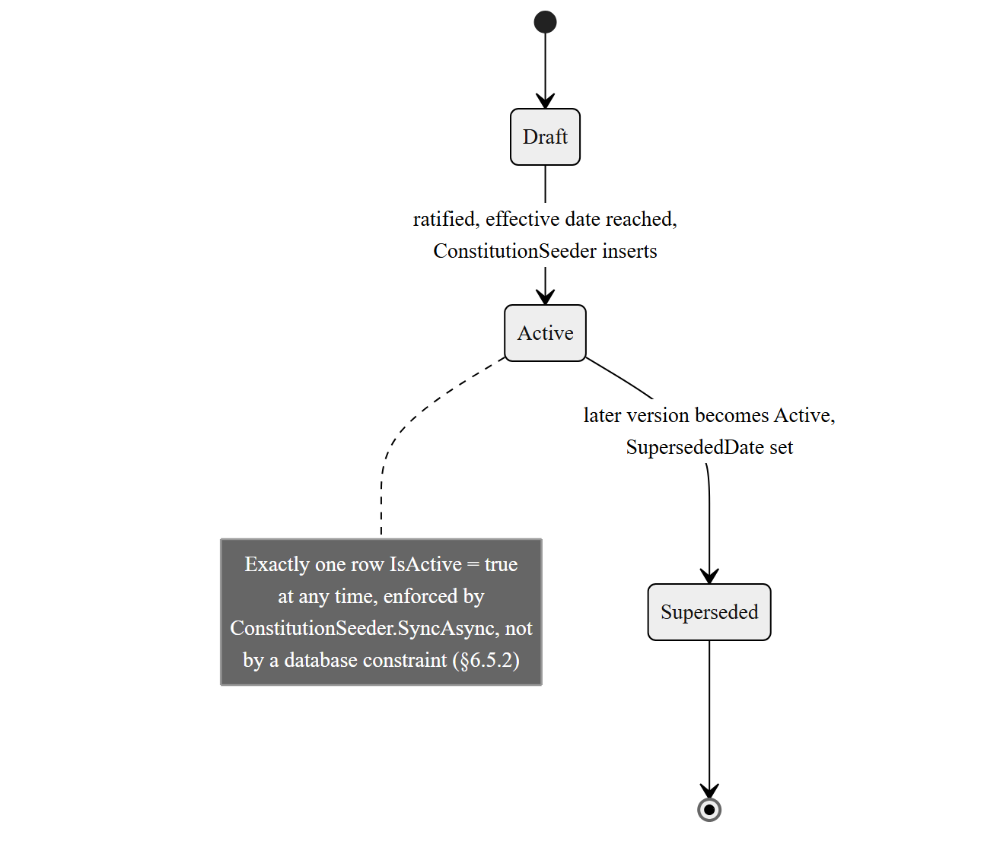 Draft
ratified, effective date reached,
ConstitutionSeeder inserts
Active
later version becomes Active,
SupersededDate set
Exactly one row IsActive = true
at any time, enforced by
ConstitutionSeeder.SyncAsync, not
by a database constraint (§6.5.2)
Superseded